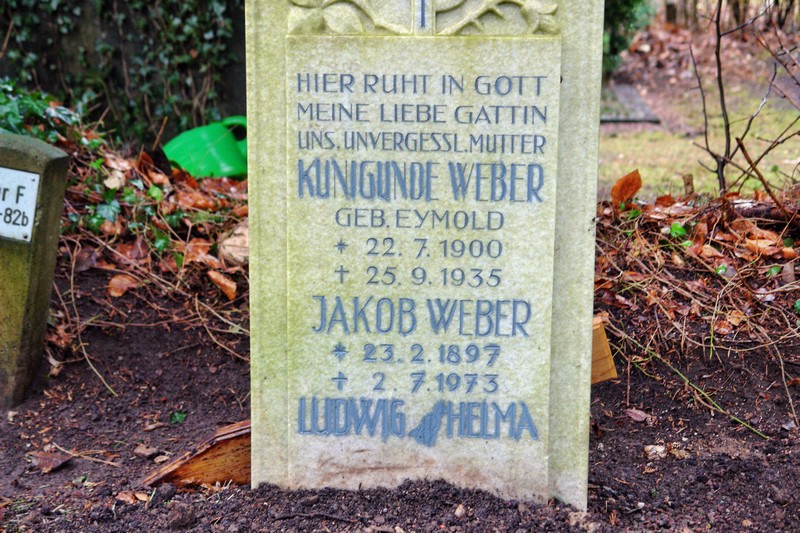 HIER RUHT IN GOTT
MEINE LIEBE GATTIN
UNS. UNVERGESSL. MUTTER
KUNIGUNDE WEBER
GEB. EYMOLD
* 22. 7. 1900
† 25. 9. 1935
JAKOB WEBER
* 23. 2. 1897
† 2. 7. 1973
LUDWIG HELMA
F
-82b